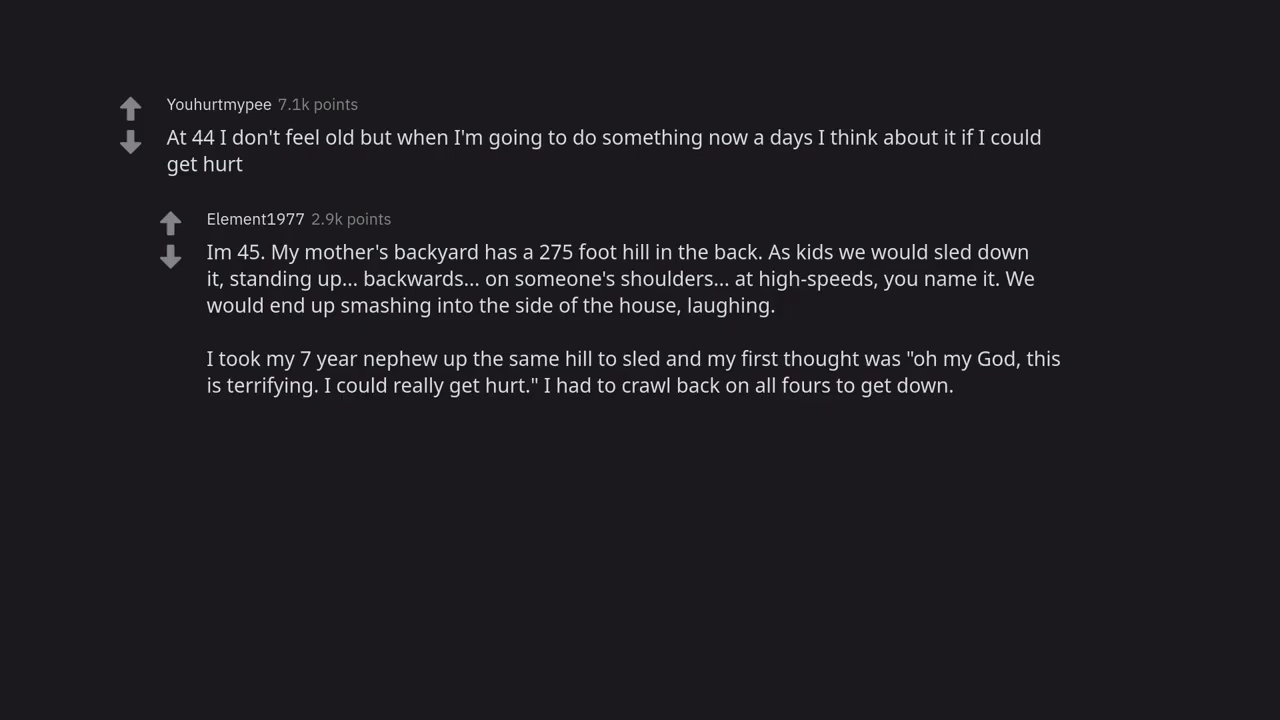 Youhurtmypee 7.1k points
At 44 I don't feel old but when I'm going to do something now a days I think about it if I could
get hurt
Element1977 2.9k points
Im 45. My mother's backyard has a 275 foot hill in the back. As kids we would sled down
it, standing up... backwards... on someone's shoulders... at high-speeds, you name it. We
would end up smashing into the side of the house, laughing.
I took my 7 year nephew up the same hill to sled and my first thought was "oh my God, this
is terrifying. I could really get hurt." I had to crawl back on all fours to get down.